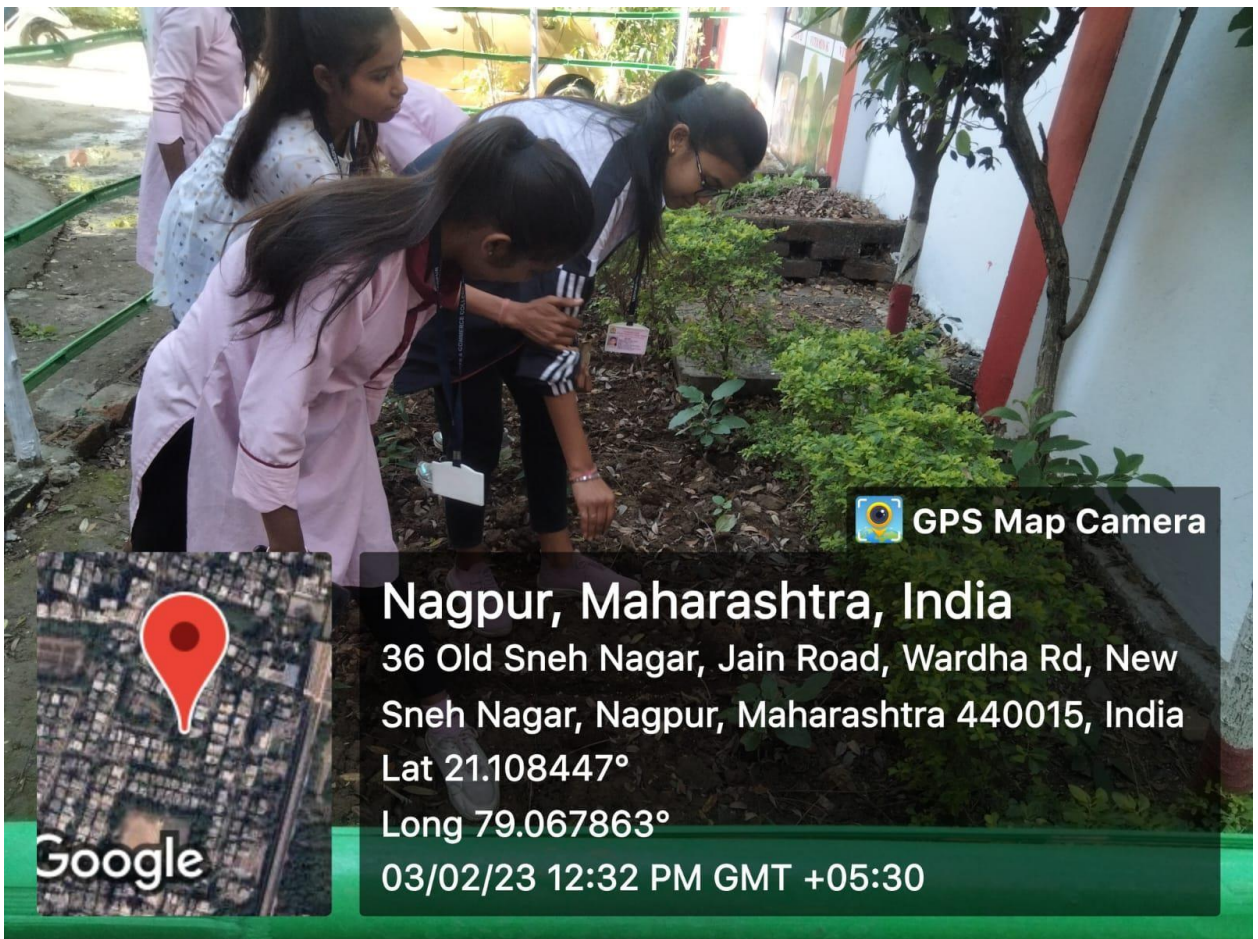 GPS Map Camera
Nagpur, Maharashtra, India
36 Old Sneh Nagar, Jain Road, Wardha Rd, New
Sneh Nagar, Nagpur, Maharashtra 440015, India
Lat 21.108447°
Long 79.067863°
03/02/23 12:32 PM GMT +05:30
Google